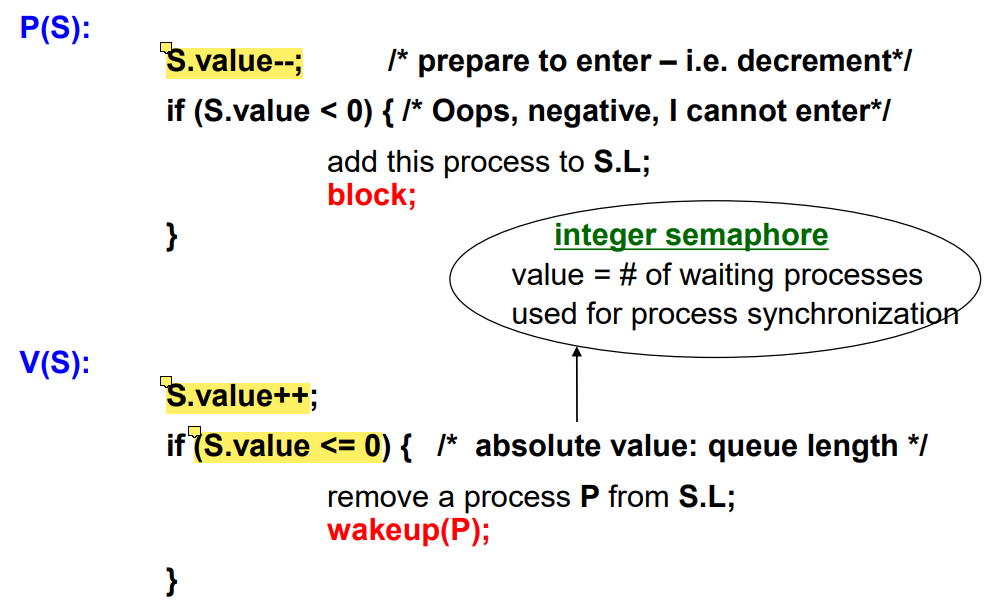 P(S):
S.value--; /* prepare to enter – i.e. decrement*/
if (S.value < 0) { /* Oops, negative, I cannot enter*/
add this process to S.L;
block;
}
integer semaphore
value = # of waiting processes
used for process synchronization
V(S):
S.value++;
if (S.value <= 0) { /* absolute value: queue length */
remove a process P from S.L;
wakeup(P);
}